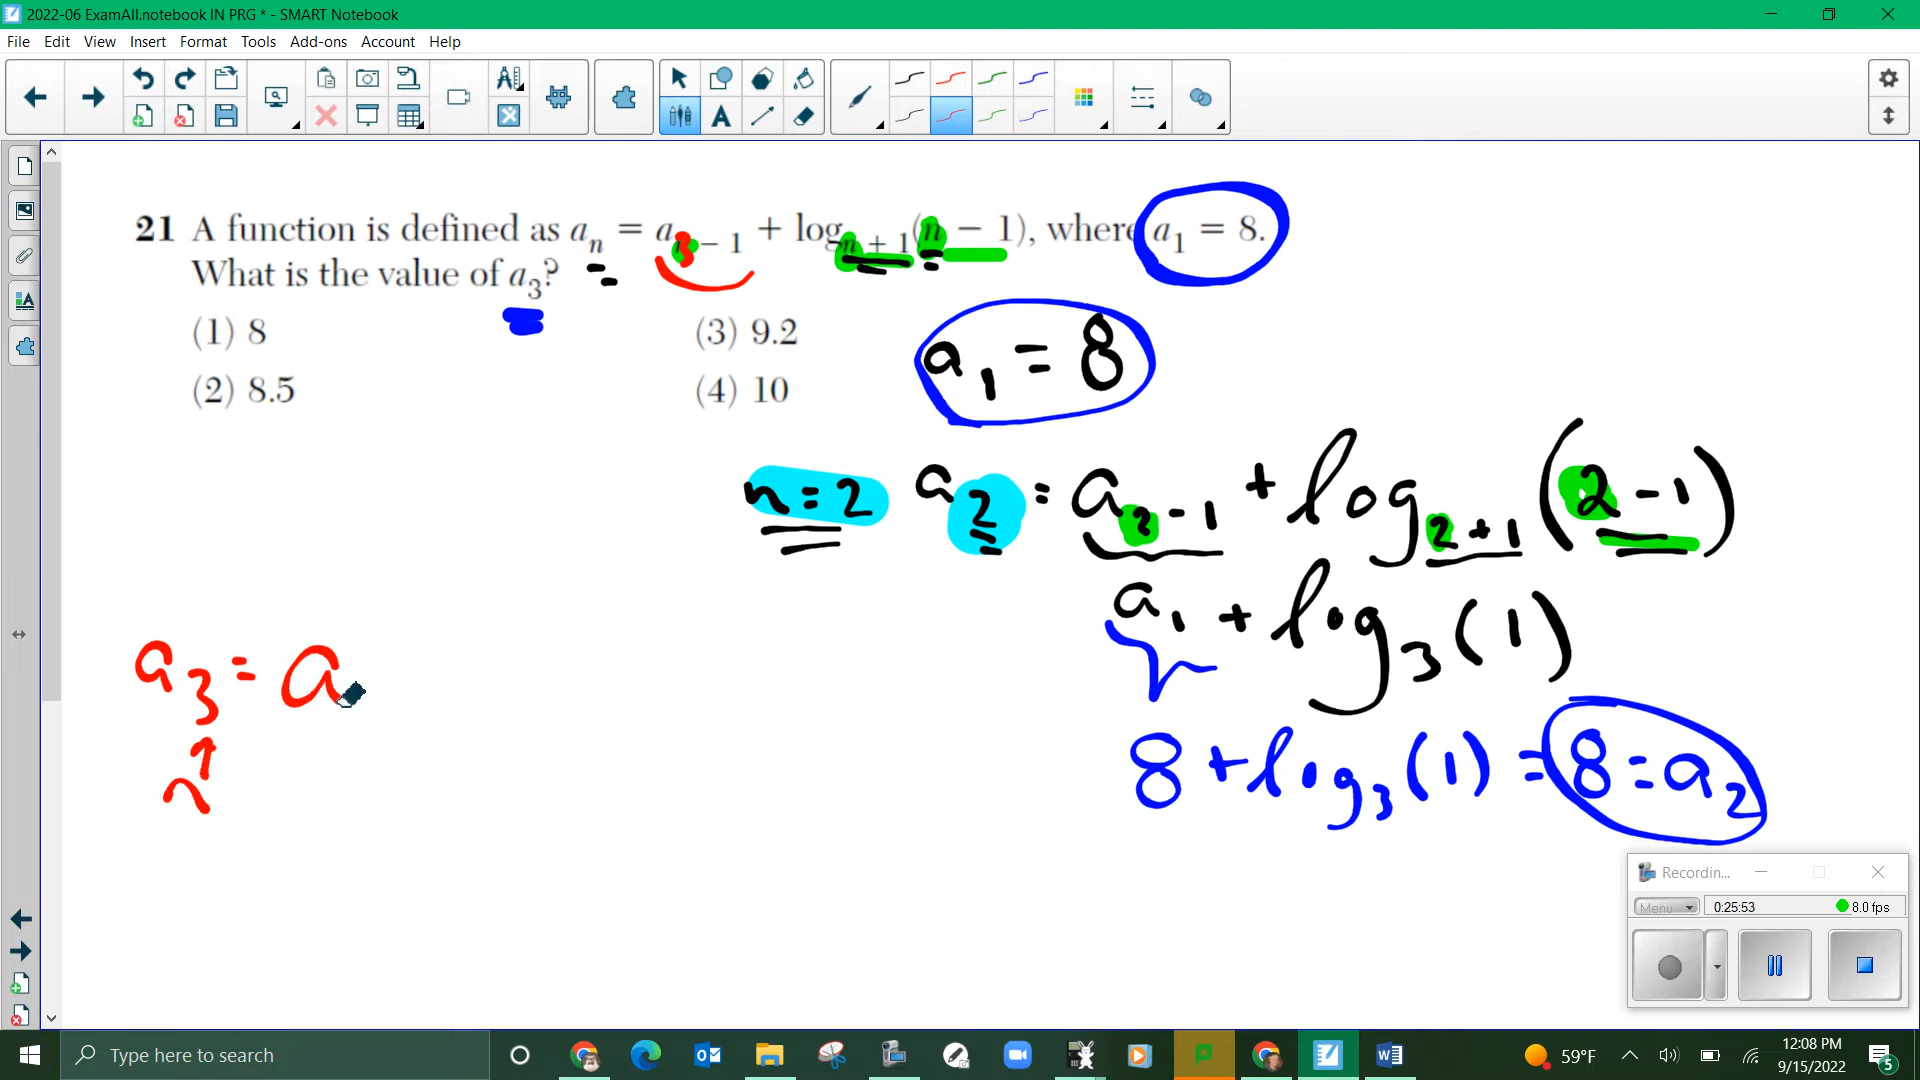 2022-06 ExamAll.notebook IN PRG * - SMART Notebook
File Edit View Insert Format Tools Add-ons Account Help
21 A function is defined as aₙ = a₃ ₋ ₁ + logₙ ₊ ₁(n − 1), where a₁ = 8.
What is the value of a₃?
(1) 8 (3) 9.2
(2) 8.5 (4) 10
a₁ = 8
n = 2 a₂ = a₂₋₁ + log₂₊₁ (2 - 1)
a₁ + log₃ (1)
8 + log₃ (1) = 8 = a₂
a₃ = a
n
Recordin...
Menu 0:25:53 8.0 fps
Type here to search
59°F 12:08 PM
9/15/2022
5